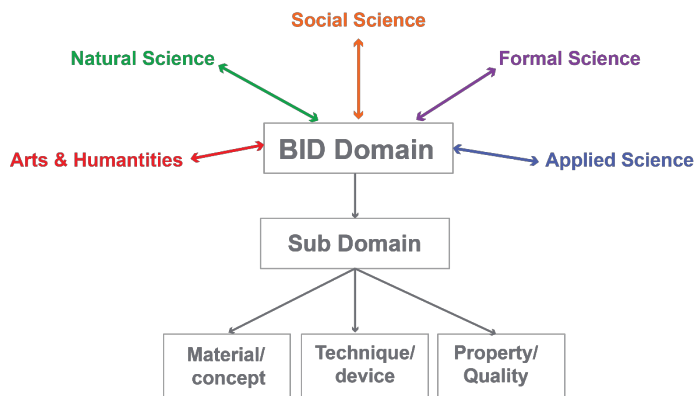 Social Science
Natural Science
Formal Science
Arts & Humantities
BID Domain
Applied Science
Sub Domain
Material/
concept
Technique/
device
Property/
Quality